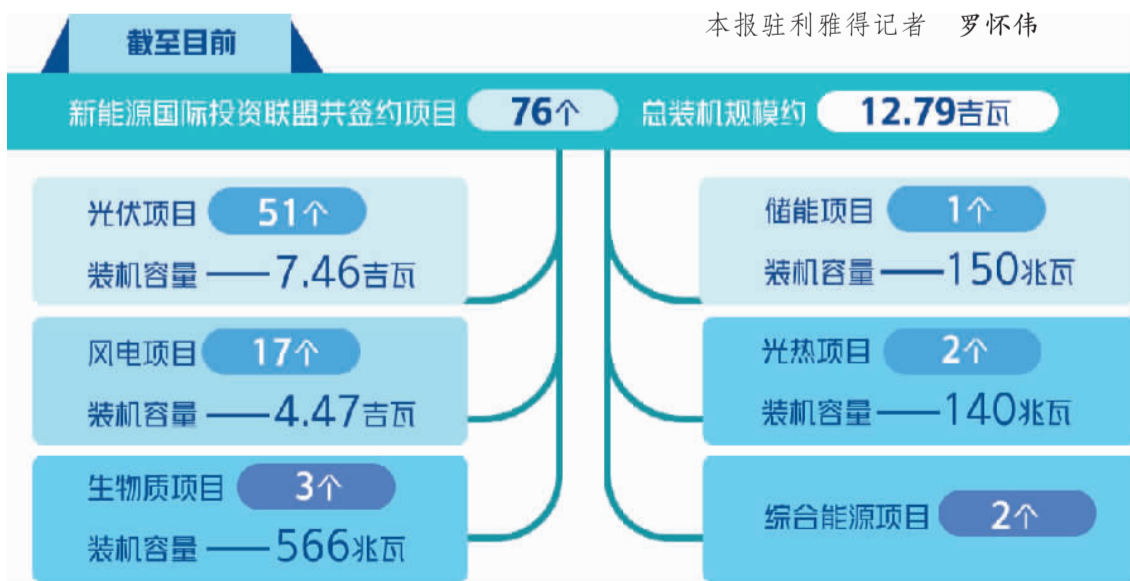 本报驻利雅得记者 罗怀伟
截至目前
新能源国际投资联盟共签约项目 76个 总装机规模约 12.79吉瓦
光伏项目 51个
装机容量——7.46吉瓦
风电项目 17个
装机容量——4.47吉瓦
生物质项目 3个
装机容量——566兆瓦
储能项目 1个
装机容量——150兆瓦
光热项目 2个
装机容量——140兆瓦
综合能源项目 2个